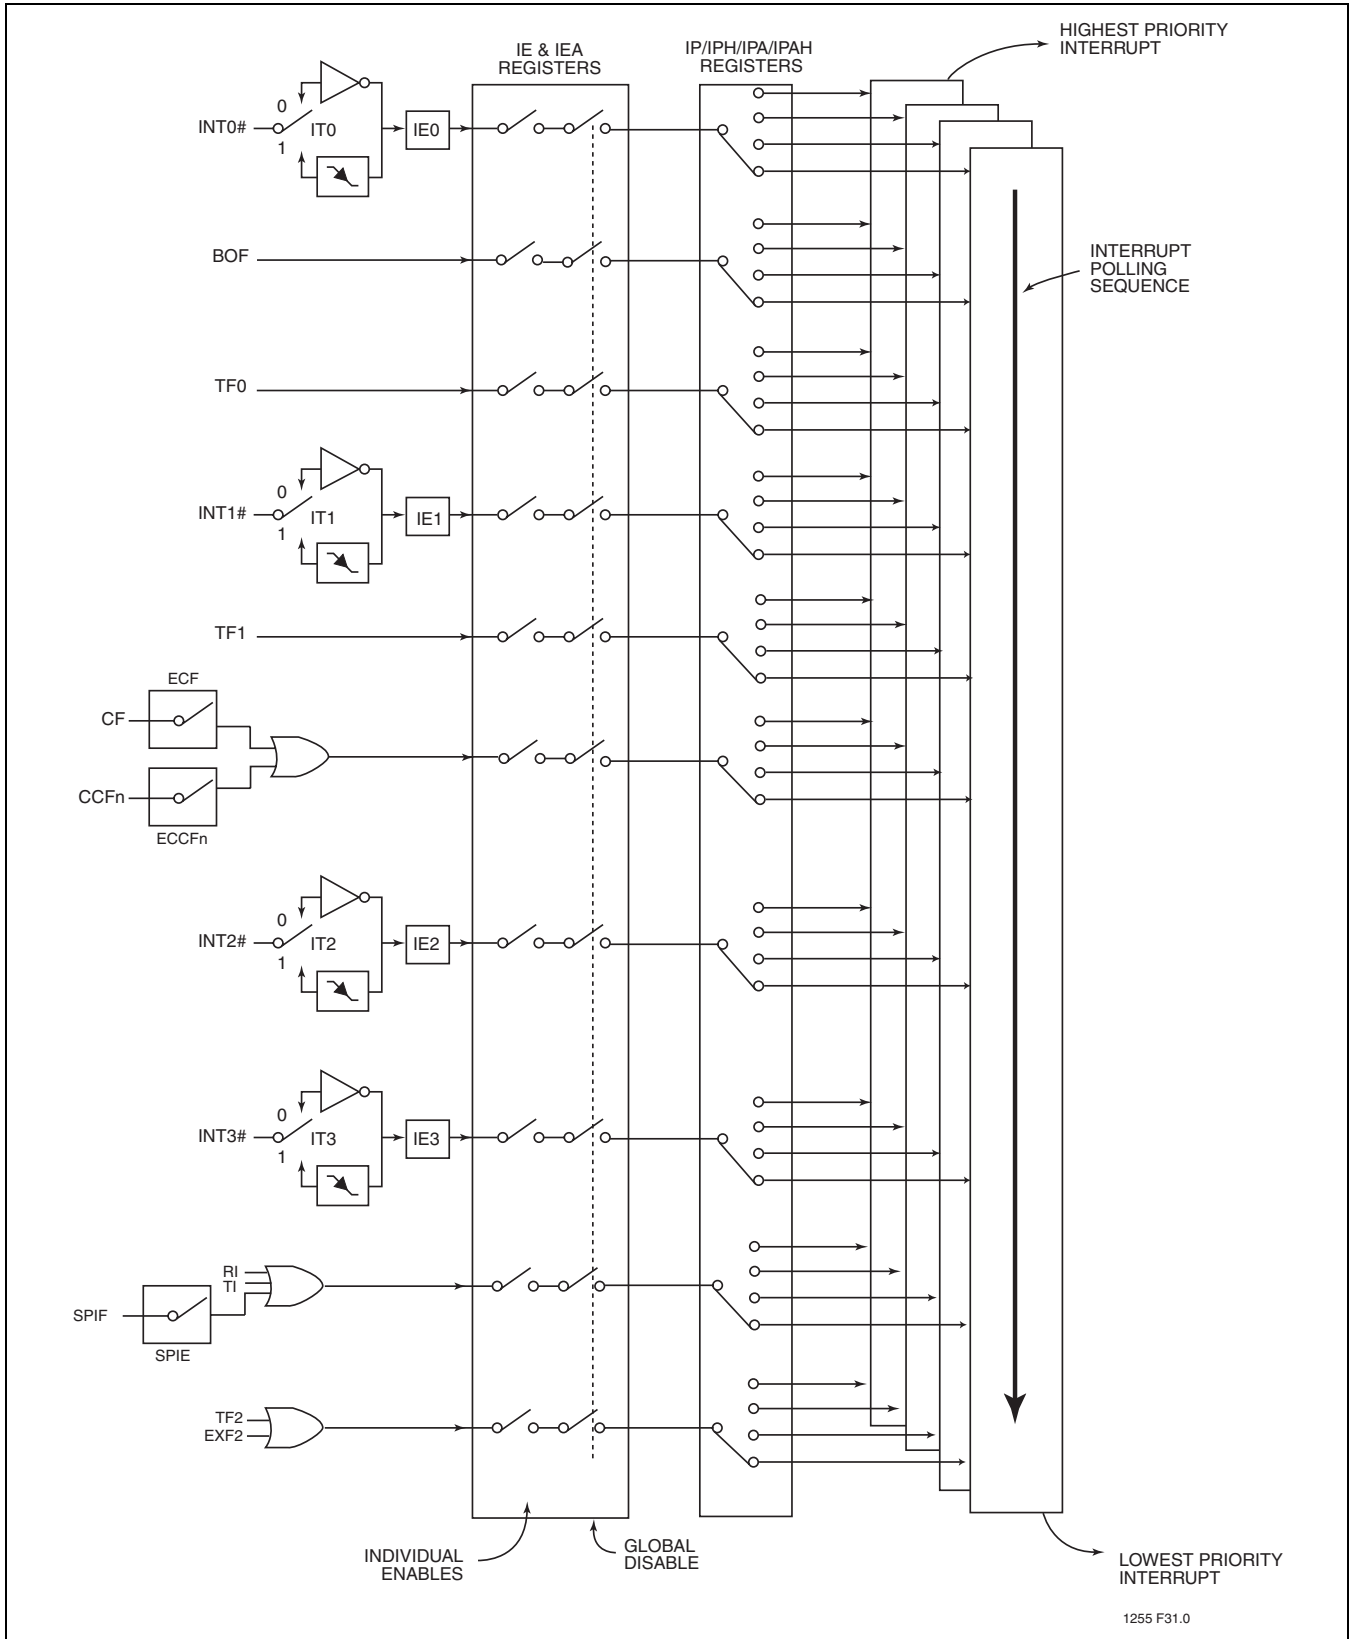 HIGHEST PRIORITY
INTERRUPT
IE & IEA
REGISTERS
IP/IPH/IPA/IPAH
REGISTERS
0
INT0#
IT0
1
IE0
BOF
INTERRUPT
POLLING
SEQUENCE
TF0
0
INT1#
IT1
1
IE1
TF1
ECF
CF
CCFn
ECCFn
0
INT2#
IT2
1
IE2
0
INT3#
IT3
1
IE3
RI
TI
SPIF
SPIE
TF2
EXF2
INDIVIDUAL
ENABLES
GLOBAL
DISABLE
LOWEST PRIORITY
INTERRUPT
1255 F31.0